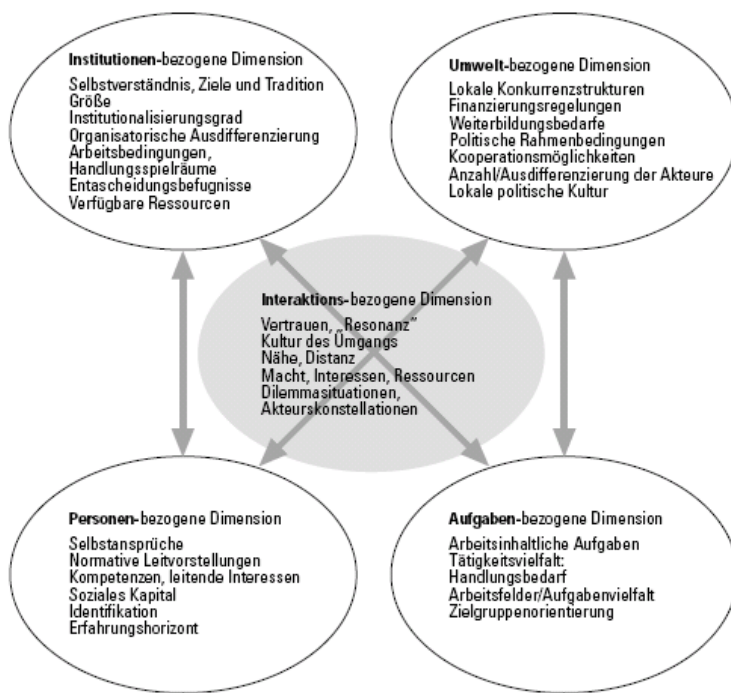 Institutionen-bezogene Dimension
Selbstverständnis, Ziele und Tradition
Größe
Institutionalisierungsgrad
Organisatorische Ausdifferenzierung
Arbeitsbedingungen,
Handlungsspielräume
Entascheidungsbefugnisse
Verfügbare Ressourcen
Umwelt-bezogene Dimension
Lokale Konkurrenzstrukturen
Finanzierungsregelungen
Weiterbildungsbedarfe
Politische Rahmenbedingungen
Kooperationsmöglichkeiten
Anzahl/Ausdifferenzierung der Akteure
Lokale politische Kultur
Interaktions-bezogene Dimension
Vertrauen, „Resonanz“
Kultur des Ümgangs
Nähe, Distanz
Macht, Interessen, Ressourcen
Dilemmasituationen,
Akteurskonstellationen
Personen-bezogene Dimension
Selbstansprüche
Normative Leitvorstellungen
Kompetenzen, leitende Interessen
Soziales Kapital
Identifikation
Erfahrungshorizont
Aufgaben-bezogene Dimension
Arbeitsinhaltliche Aufgaben
Tätigkeitsvielfalt:
Handlungsbedarf
Arbeitsfelder/Aufgabenvielfalt
Zielgruppenorientierung